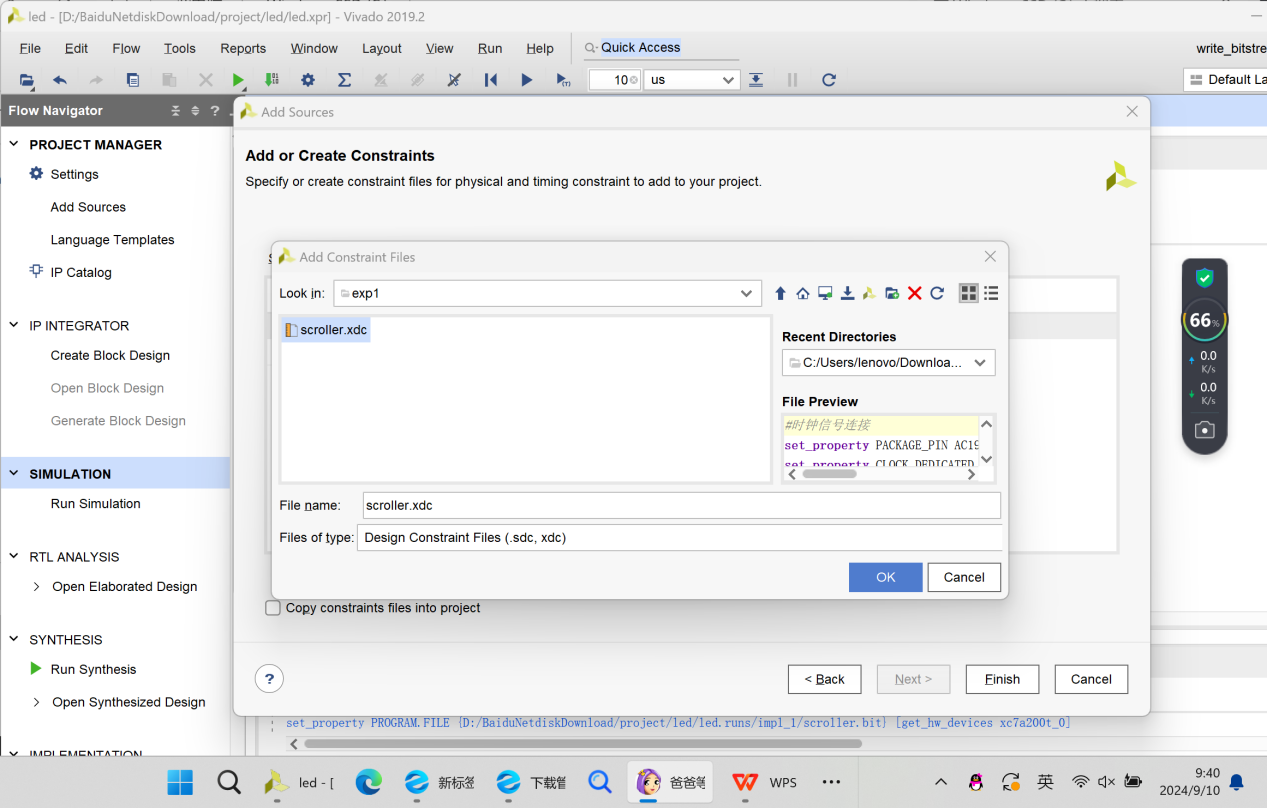 led - [D:/BaiduNetdiskDownload/project/led/led.xpr] - Vivado 2019.2
File Edit Flow Tools Reports Window Layout View Run Help Quick Access write_bitstre
10 us Default La
Flow Navigator ?
PROJECT MANAGER
Settings
Add Sources
Language Templates
IP Catalog
IP INTEGRATOR
Create Block Design
Open Block Design
Generate Block Design
SIMULATION
Run Simulation
RTL ANALYSIS
Open Elaborated Design
SYNTHESIS
Run Synthesis
Open Synthesized Design
IMPLEMENTATION
Add Sources
Add or Create Constraints
Specify or create constraint files for physical and timing constraint to add to your project.
Add Constraint Files
Look in: exp1
scroller.xdc
Recent Directories
C:/Users/lenovo/Downloa...
File Preview
#时钟信号连接
set_property PACKAGE_PIN AC19
set_property CLOCK_DEDICATED
File name: scroller.xdc
Files of type: Design Constraint Files (.sdc, xdc)
OK Cancel
Copy constraints files into project
? < Back Next > Finish Cancel
set_property PROGRAM.FILE {D:/BaiduNetdiskDownload/project/led/led.runs/impl_1/scroller.bit} [get_hw_devices xc7a200t_0]
66%
0.0
K/s
0.0
K/s
led - [ 新标签 下载管 爸爸等 WPS 英 9:40
2024/9/10